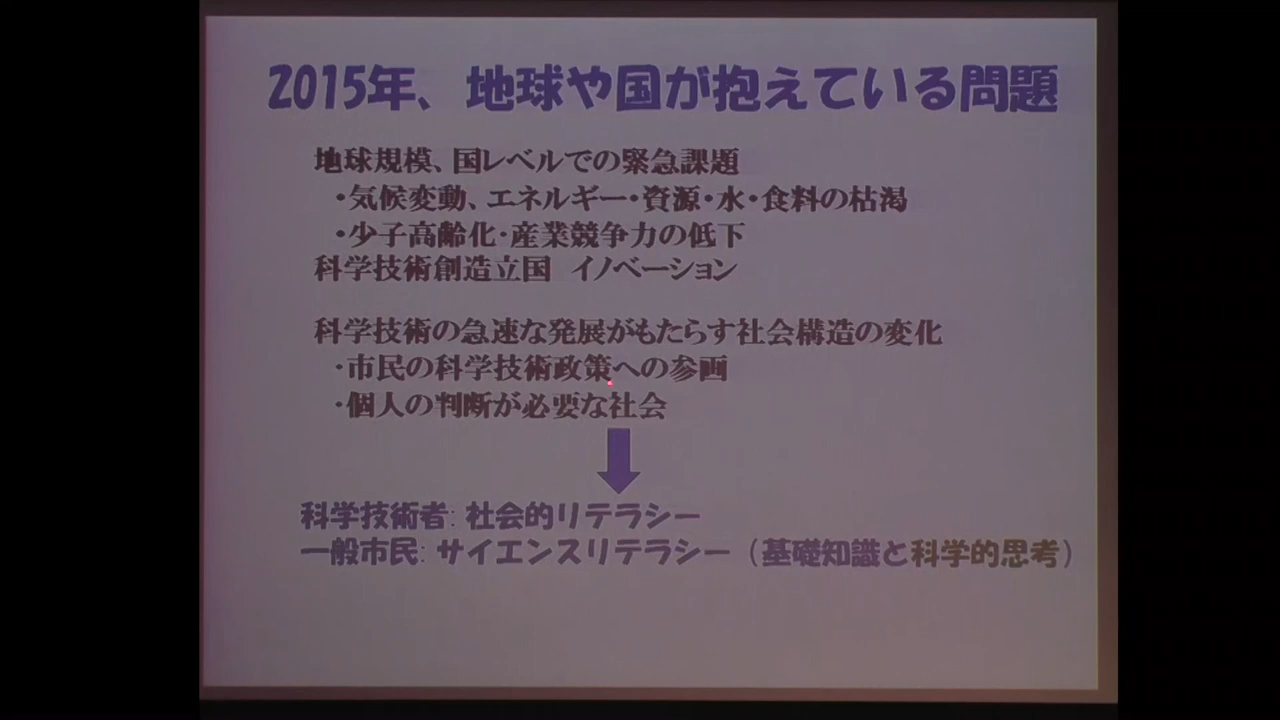 2015年、地球や国が抱えている問題
地球規模、国レベルでの緊急課題
・気候変動、エネルギー・資源・水・食料の枯渇
・少子高齢化・産業競争力の低下
科学技術創造立国 イノベーション
科学技術の急速な発展がもたらす社会構造の変化
・市民の科学技術政策への参画
・個人の判断が必要な社会
科学技術者: 社会的リテラシー
一般市民: サイエンスリテラシー（基礎知識と科学的思考）